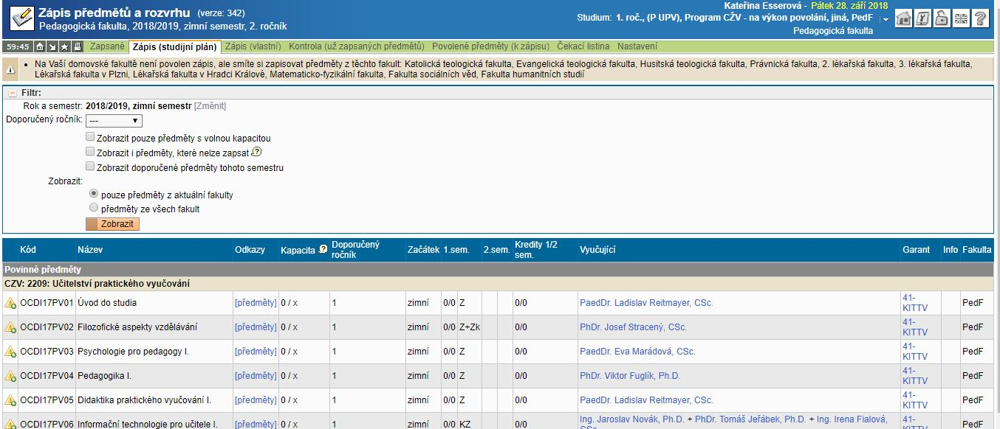 Zápis předmětů a rozvrhu (verze: 342)
Pedagogická fakulta, 2018/2019, zimní semestr, 2. ročník
Kateřina Esserová - Pátek 28. září 2018
Studium: 1. roč., (P UPV), Program CŽV - na výkon povolání, jiná, PedF
Pedagogická fakulta
59:45 Zapsané Zápis (studijní plán) Zápis (vlastní) Kontrola (už zapsaných předmětů) Povolené předměty (k zápisu) Čekací listina Nastavení
• Na Vaší domovské fakultě není povolen zápis, ale smíte si zapisovat předměty z těchto fakult: Katolická teologická fakulta, Evangelická teologická fakulta, Husitská teologická fakulta, Právnická fakulta, 2. lékařská fakulta, 3. lékařská fakulta,
Lékařská fakulta v Plzni, Lékařská fakulta v Hradci Králové, Matematicko-fyzikální fakulta, Fakulta sociálních věd, Fakulta humanitních studií
Filtr:
Rok a semestr: 2018/2019, zimní semestr [Změnit]
Doporučený ročník: ---
Zobrazit pouze předměty s volnou kapacitou
Zobrazit i předměty, které nelze zapsat ?
Zobrazit doporučené předměty tohoto semestru
Zobrazit:
pouze předměty z aktuální fakulty
předměty ze všech fakult
Zobrazit
Kód Název Odkazy Kapacita ? Doporučený ročník Začátek 1.sem. 2.sem. Kredity 1/2 sem. Vyučující Garant Info Fakulta
Povinné předměty
CZV: 2209: Učitelství praktického vyučování
OCDI17PV01 Úvod do studia [předměty] 0 / x 1 zimní 0/0 Z 0/0 PaedDr. Ladislav Reitmayer, CSc. 41-KITTV PedF
OCDI17PV02 Filozofické aspekty vzdělávání [předměty] 0 / x 1 zimní 0/0 Z+Zk 0/0 PhDr. Josef Stracený, CSc. 41-KITTV PedF
OCDI17PV03 Psychologie pro pedagogy I. [předměty] 0 / x 1 zimní 0/0 Z 0/0 PaedDr. Eva Marádová, CSc. 41-KITTV PedF
OCDI17PV04 Pedagogika I. [předměty] 0 / x 1 zimní 0/0 Z 0/0 PhDr. Viktor Fuglík, Ph.D. 41-KITTV PedF
OCDI17PV05 Didaktika praktického vyučování I. [předměty] 0 / x 1 zimní 0/0 Z 0/0 PaedDr. Ladislav Reitmayer, CSc. 41-KITTV PedF
OCDI17PV06 Informační technologie pro učitele I. [předměty] 0 / x 1 zimní 0/0 KZ 0/0 Ing. Jaroslav Novák, Ph.D. + PhDr. Tomáš Jeřábek, Ph.D. + Ing. Irena Fialová, CSc. 41-KITTV PedF